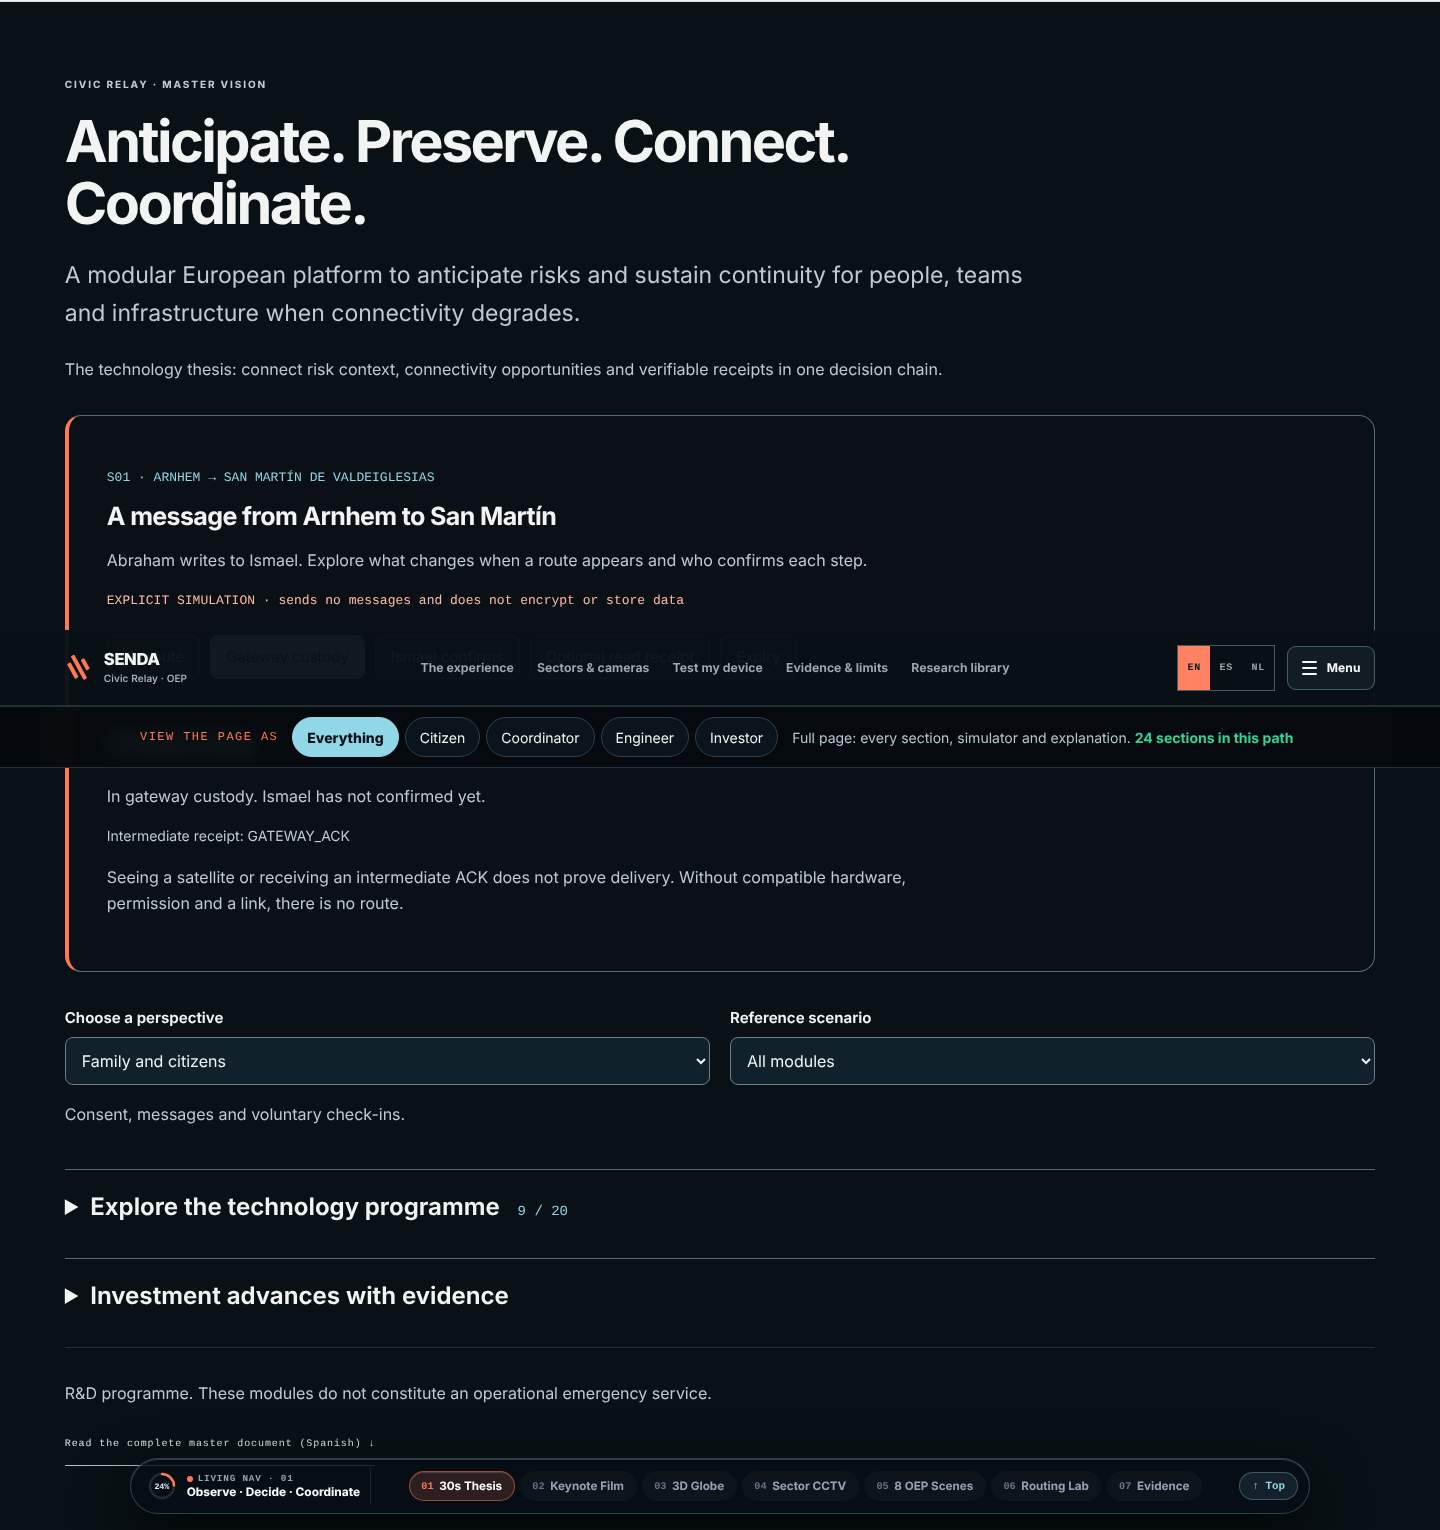 CIVIC RELAY · MASTER VISION
Anticipate. Preserve. Connect.
Coordinate.
A modular European platform to anticipate risks and sustain continuity for people, teams
and infrastructure when connectivity degrades.
The technology thesis: connect risk context, connectivity opportunities and verifiable receipts in one decision chain.
S01 · ARNHEM → SAN MARTÍN DE VALDEIGLESIAS
A message from Arnhem to San Martín
Abraham writes to Ismael. Explore what changes when a route appears and who confirms each step.
EXPLICIT SIMULATION · sends no messages and does not encrypt or store data
Gateway custody Ismael confirms Optional read receipt Expiry
SENDA
Civic Relay · OEP
The experience Sectors & cameras Test my device Evidence & limits Research library
EN ES NL
Menu
VIEW THE PAGE AS Everything Citizen Coordinator Engineer Investor Full page: every section, simulator and explanation. 24 sections in this path
In gateway custody. Ismael has not confirmed yet.
Intermediate receipt: GATEWAY_ACK
Seeing a satellite or receiving an intermediate ACK does not prove delivery. Without compatible hardware,
permission and a link, there is no route.
Choose a perspective Reference scenario
Family and citizens All modules
Consent, messages and voluntary check-ins.
Explore the technology programme 9 / 20
Investment advances with evidence
R&D programme. These modules do not constitute an operational emergency service.
Read the complete master document (Spanish) ↓
24%
LIVING NAV · 01
Observe · Decide · Coordinate
01 30s Thesis 02 Keynote Film 03 3D Globe 04 Sector CCTV 05 8 OEP Scenes 06 Routing Lab 07 Evidence ↑ Top